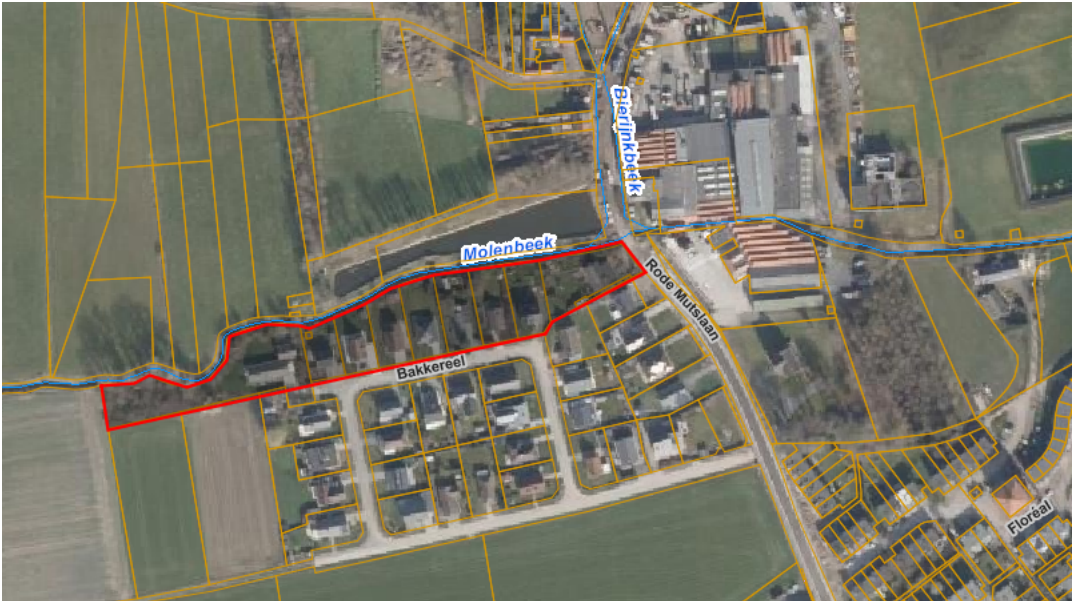 Bierijnkbeek
Molenbeek
Rode Mutslaan
Bakkereel
Floréal